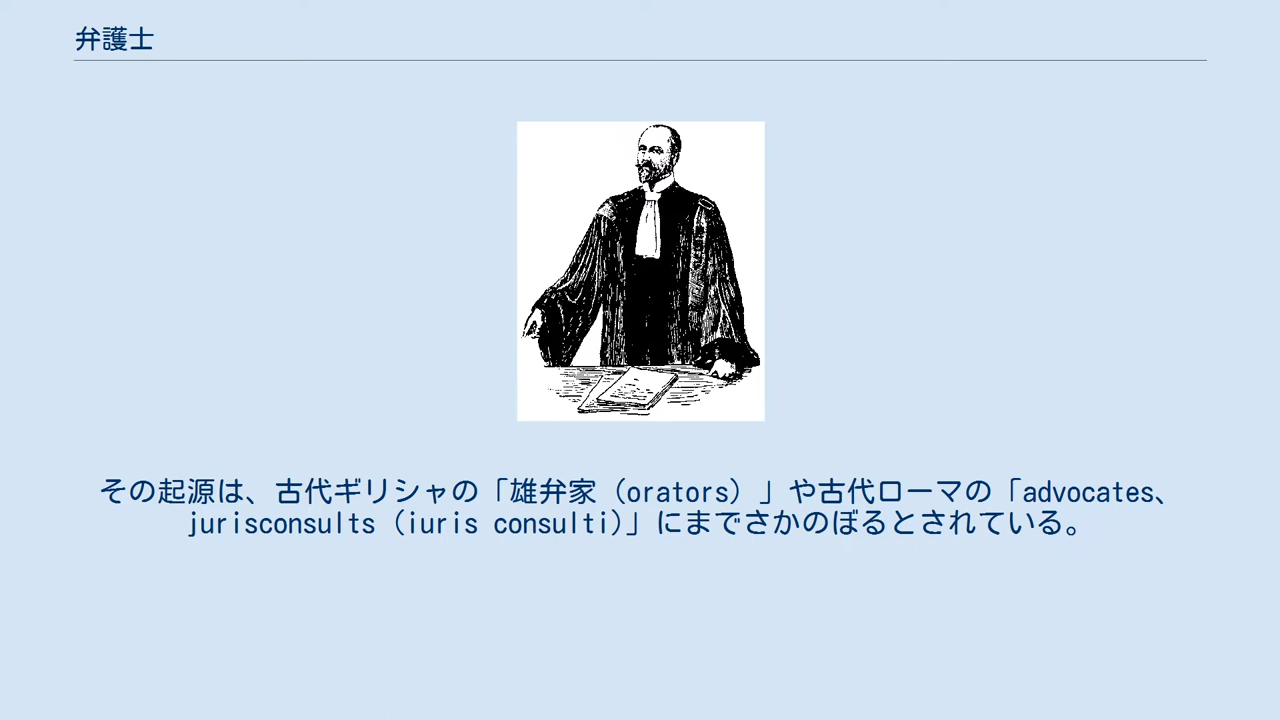 弁護士
その起源は、古代ギリシャの「雄弁家（orators）」や古代ローマの「advocates、
jurisconsults（iuris consulti)」にまでさかのぼるとされている。